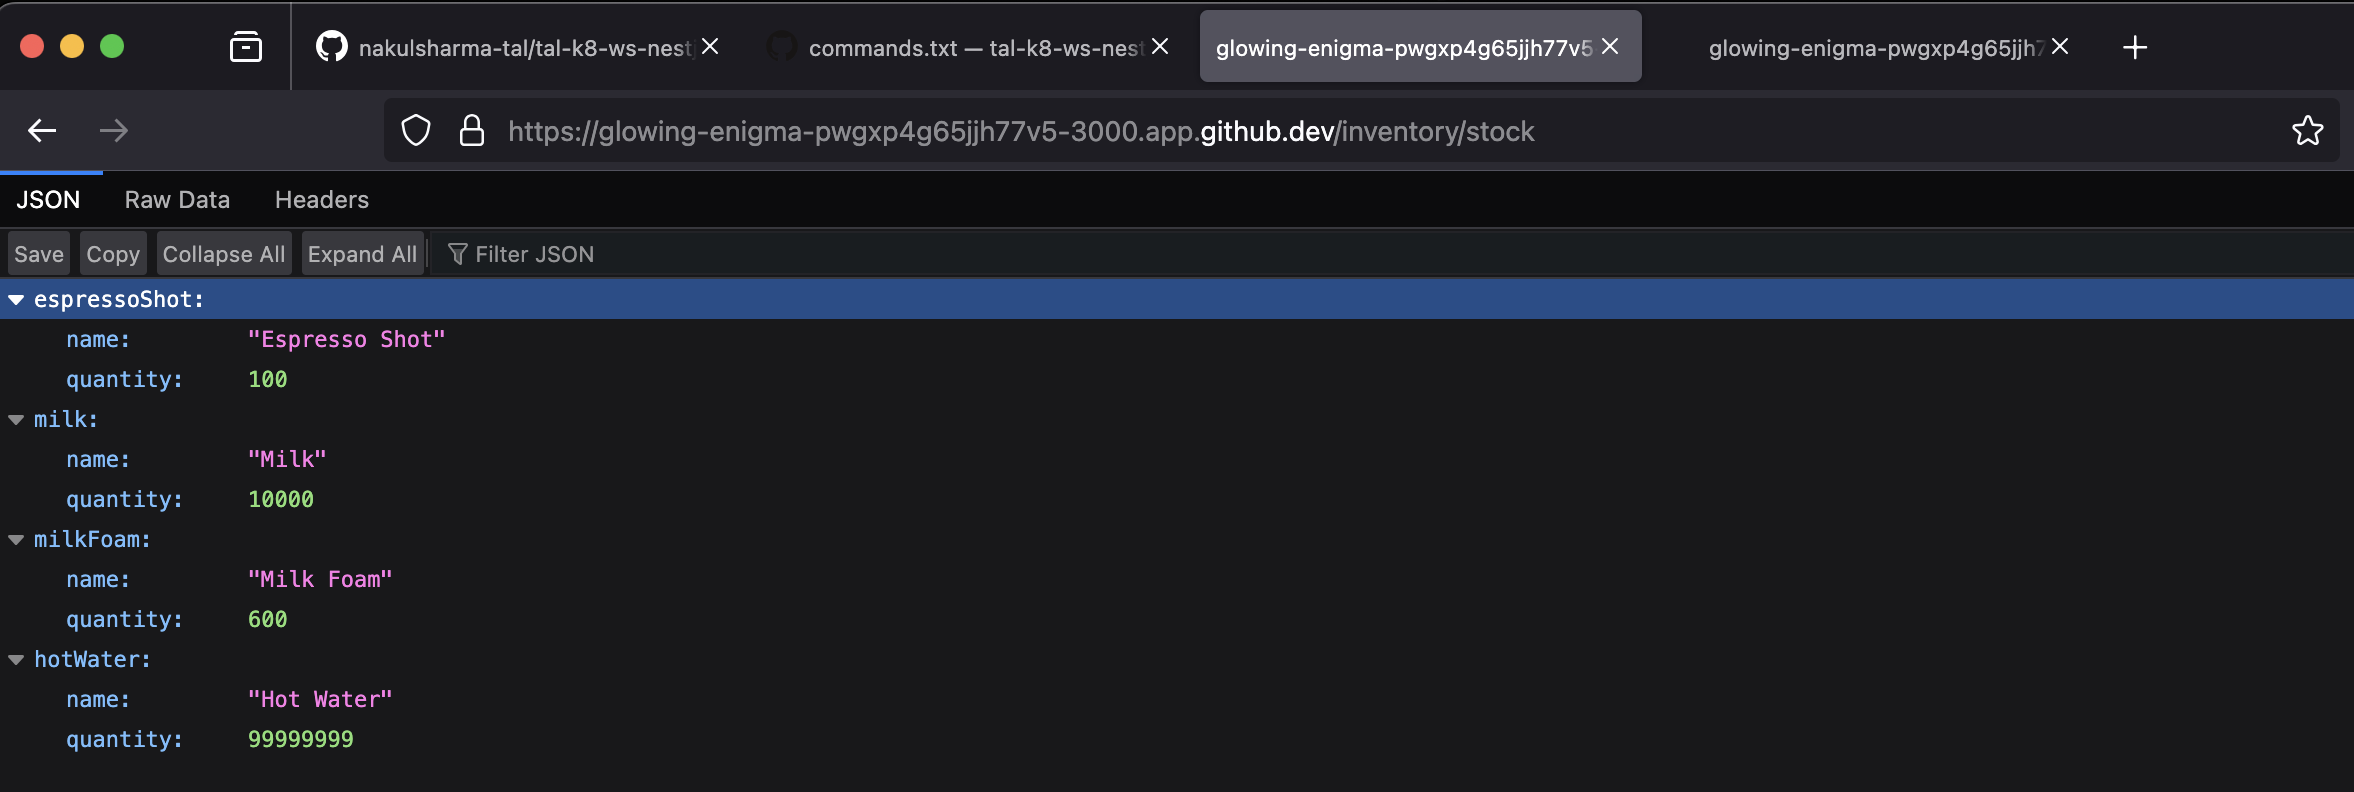 nakulsharma-tal/tal-k8-ws-nestj
commands.txt — tal-k8-ws-nest
glowing-enigma-pwgxp4g65jjh77v5
glowing-enigma-pwgxp4g65jjh7
https://glowing-enigma-pwgxp4g65jjh77v5-3000.app.github.dev/inventory/stock
JSON Raw Data Headers
Save Copy Collapse All Expand All Filter JSON
espressoShot:
name: "Espresso Shot"
quantity: 100
milk:
name: "Milk"
quantity: 10000
milkFoam:
name: "Milk Foam"
quantity: 600
hotWater:
name: "Hot Water"
quantity: 99999999